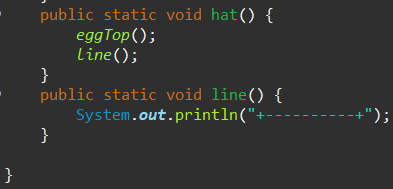 public static void hat() {
eggTop();
line();
}
public static void line() {
System.out.println("+----------+");
}
}